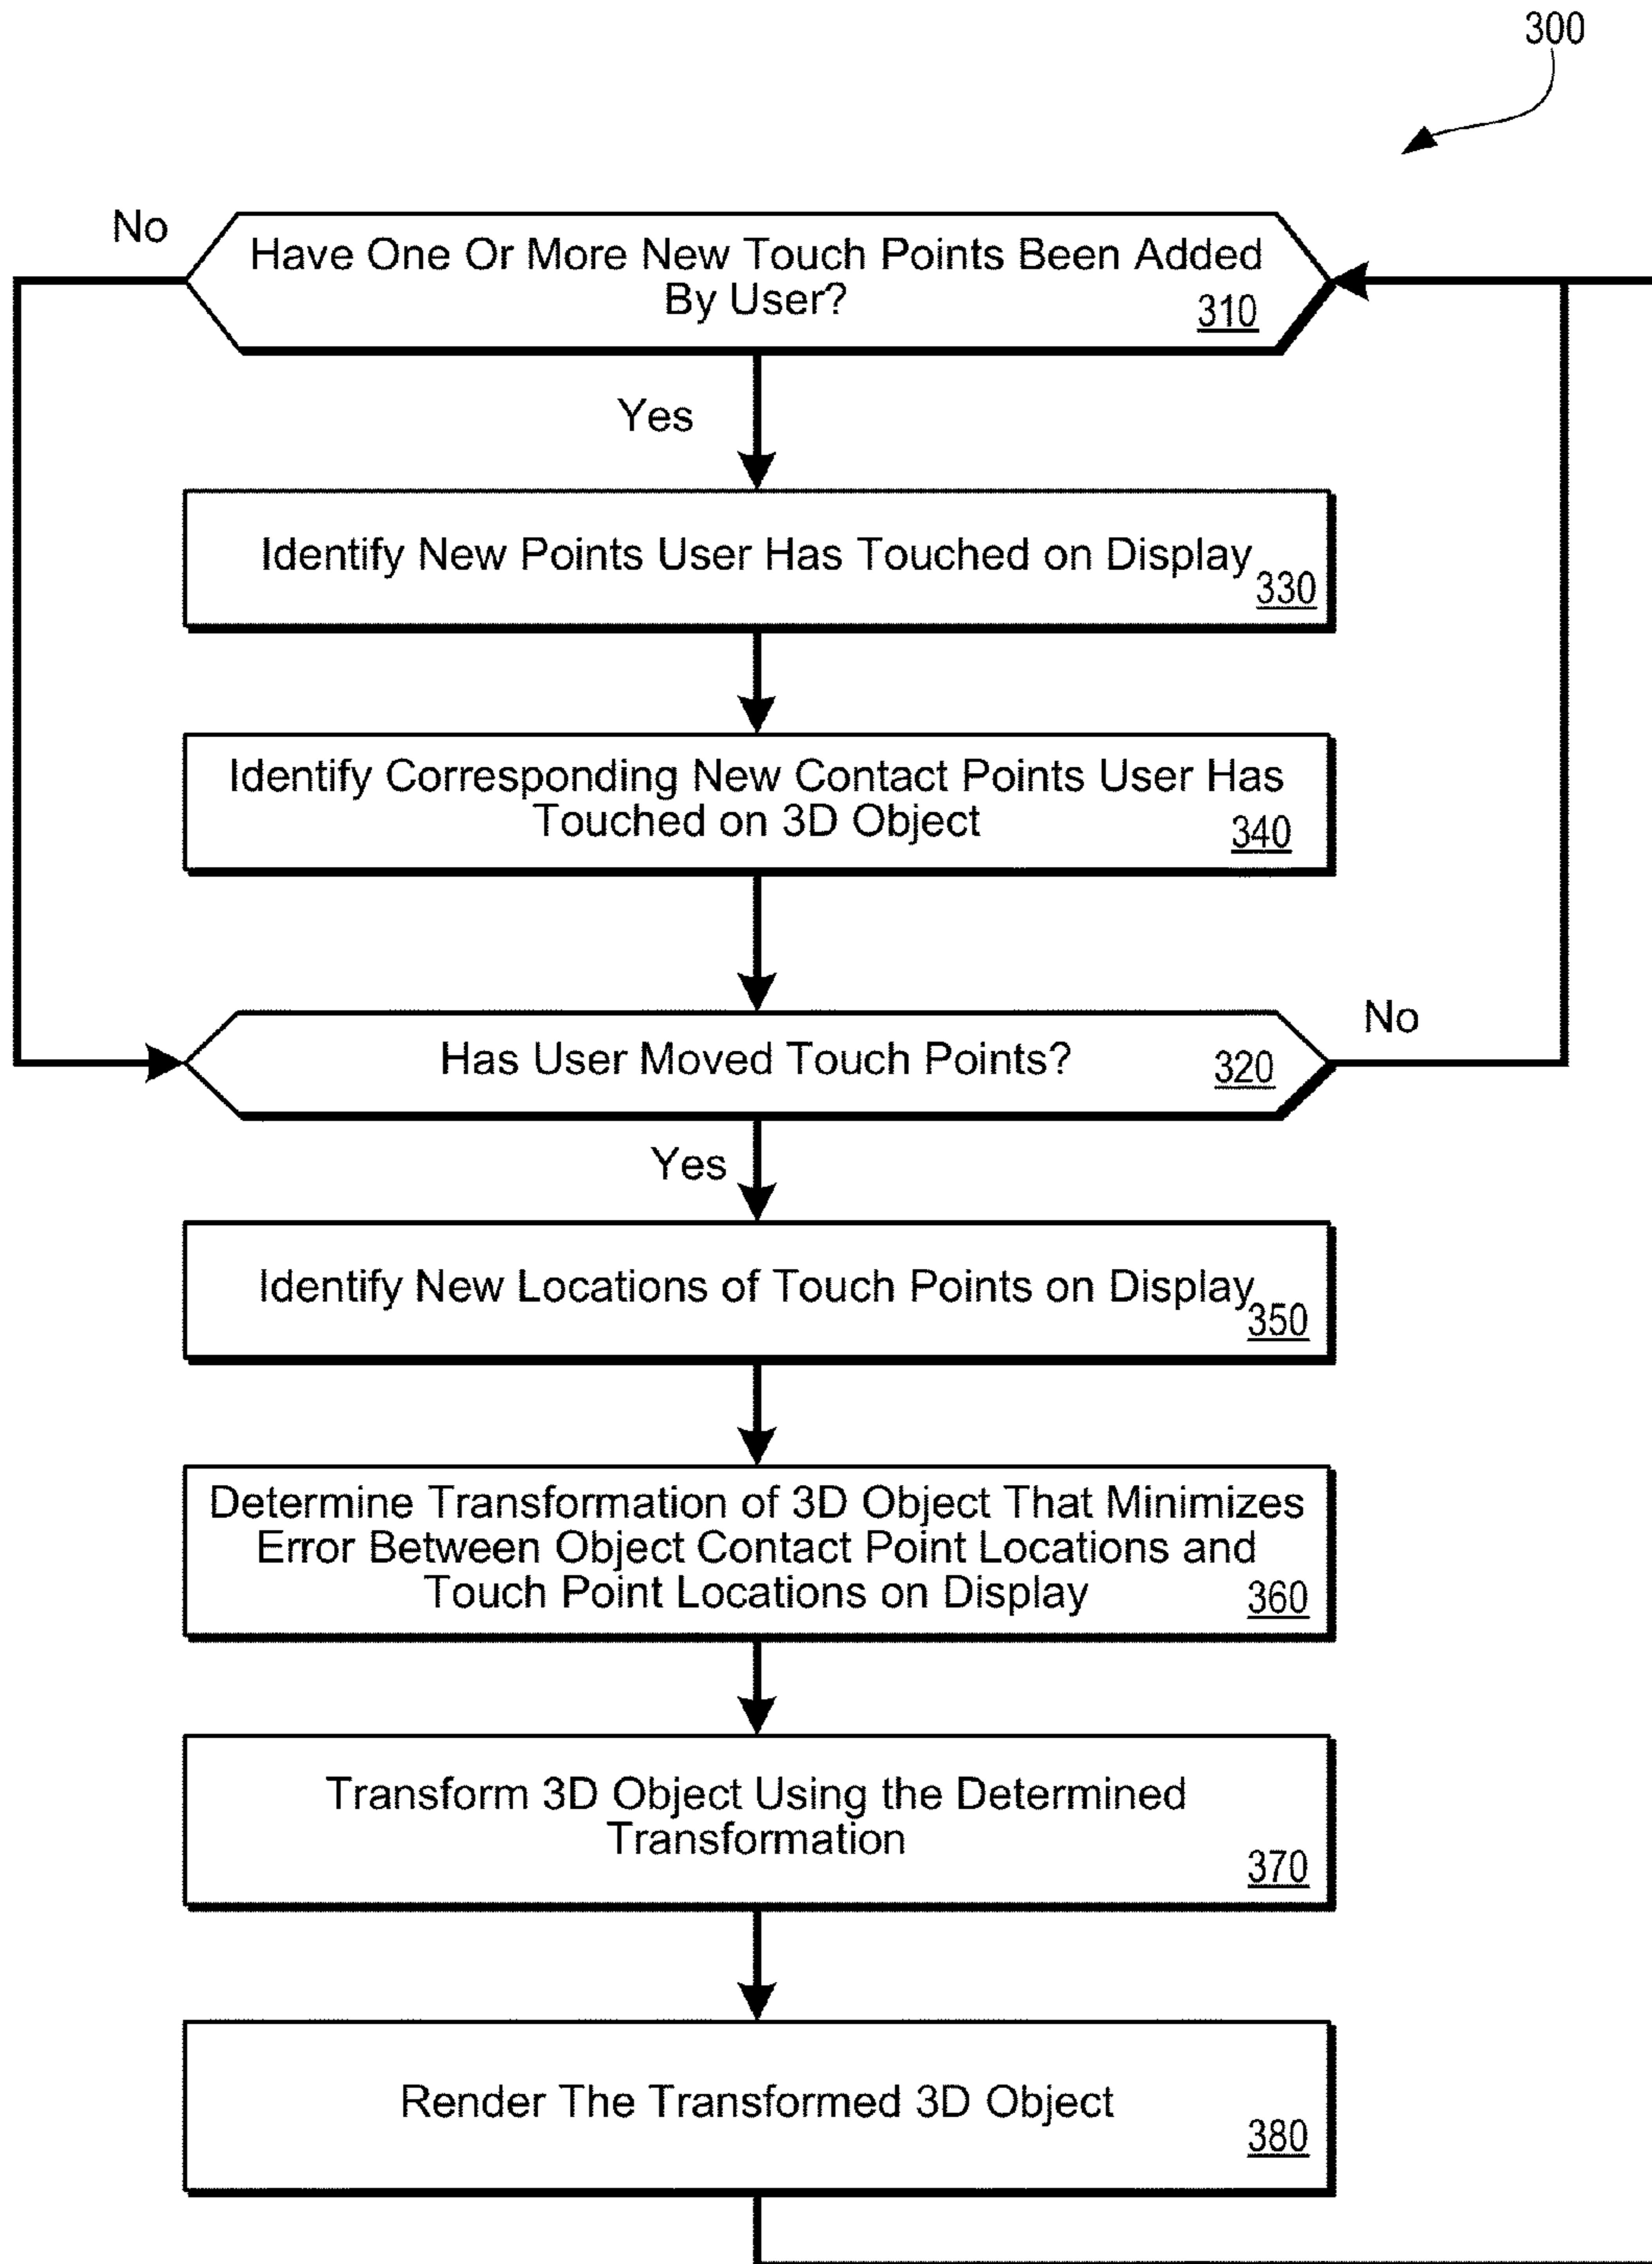 300
No
Have One Or More New Touch Points Been Added
By User?
310
Yes
Identify New Points User Has Touched on Display
330
Identify Corresponding New Contact Points User Has
Touched on 3D Object
340
Has User Moved Touch Points?
320
No
Yes
Identify New Locations of Touch Points on Display
350
Determine Transformation of 3D Object That Minimizes
Error Between Object Contact Point Locations and
Touch Point Locations on Display
360
Transform 3D Object Using the Determined
Transformation
370
Render The Transformed 3D Object
380